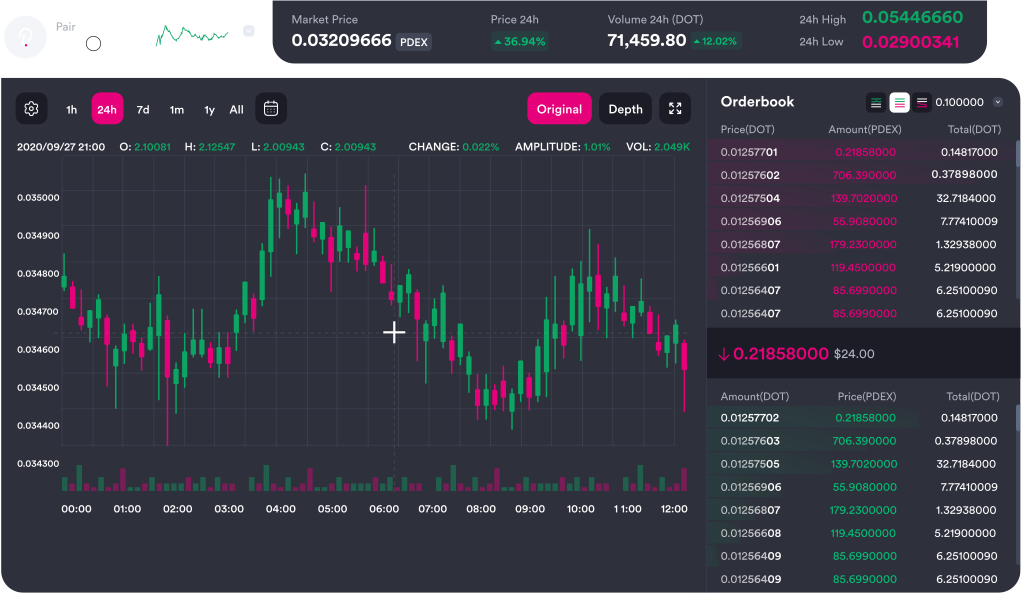 Pair
Market Price
0.03209666 PDEX
Price 24h
36.94%
Volume 24h (DOT)
71,459.80 12.02%
24h High 0.05446660
24h Low 0.02900341
1h 24h 7d 1m 1y All
Original Depth
2020/09/27 21:00 O: 2.10081 H: 2.12547 L: 2.00943 C: 2.00943 CHANGE: 0.022% AMPLITUDE: 1.01% VOL: 2.049K
0.035000
0.034900
0.034800
0.034700
0.034600
0.034500
0.034400
0.034300
00:00 01:00 02:00 03:00 04:00 05:00 06:00 07:00 08:00 09:00 10:00 11:00 12:00
Orderbook 0.100000
Price(DOT) Amount(PDEX) Total(DOT)
0.01257701 0.21858000 0.14817000
0.01257602 706.390000 0.37898000
0.01257504 139.7020000 32.7184000
0.01256906 55.9080000 7.77410009
0.01256807 179.2300000 1.32938000
0.01256601 119.4500000 5.21900000
0.01256407 85.6990000 6.25100090
0.01256407 85.6990000 6.25100090
0.21858000 $24.00
Amount(DOT) Price(PDEX) Total(DOT)
0.01257702 0.21858000 0.14817000
0.01257603 706.390000 0.37898000
0.01257505 139.7020000 32.7184000
0.01256906 55.9080000 7.77410009
0.01256807 179.2300000 1.32938000
0.01256608 119.4500000 5.21900000
0.01256409 85.6990000 6.25100090
0.01256409 85.6990000 6.25100090